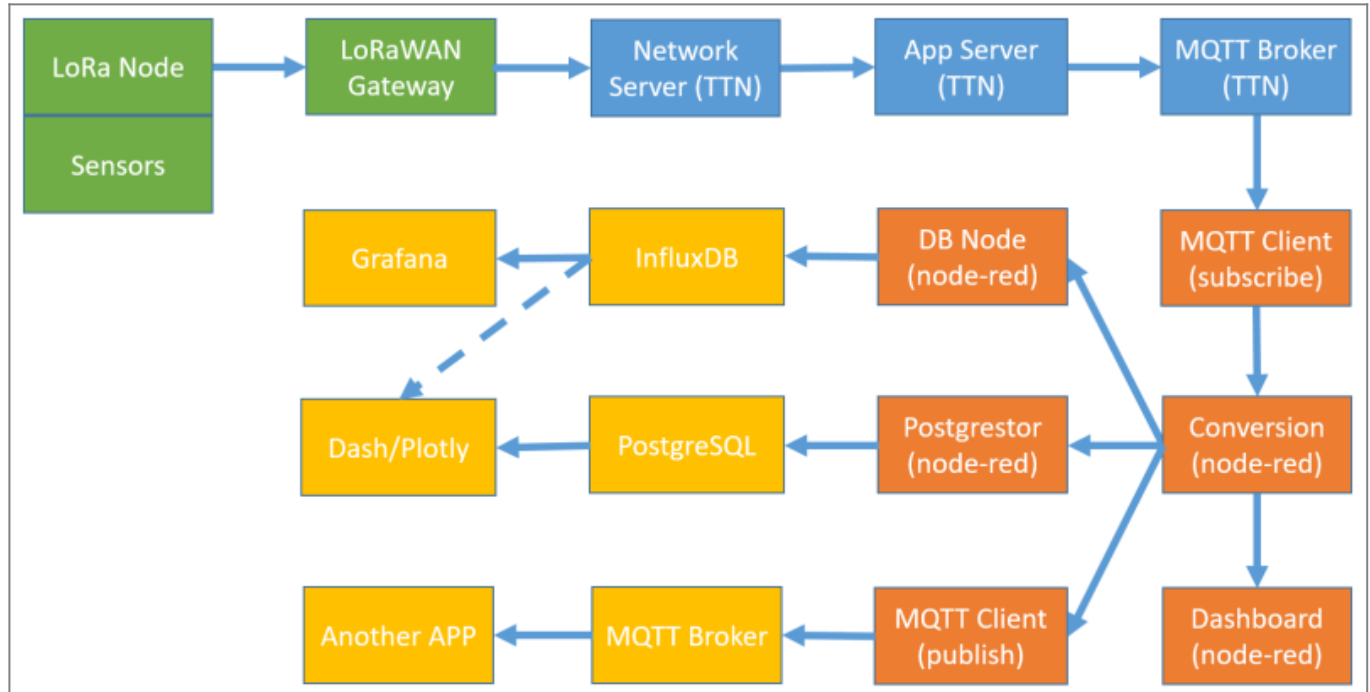 LoRa Node
LoRaWAN
Gateway
Network
Server (TTN)
App Server
(TTN)
MQTT Broker
(TTN)
Sensors
Grafana
InfluxDB
DB Node
(node-red)
MQTT Client
(subscribe)
Dash/Plotly
PostgreSQL
Postgrestor
(node-red)
Conversion
(node-red)
Another APP
MQTT Broker
MQTT Client
(publish)
Dashboard
(node-red)